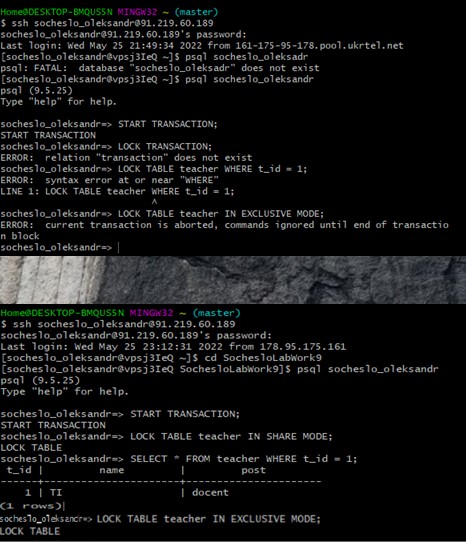 Home@DESKTOP-BMQUS5N MINGW32 ~ (master)
$ ssh socheslo_oleksandr@91.219.60.189
socheslo_oleksandr@91.219.60.189's password:
Last login: Wed May 25 21:49:34 2022 from 161-175-95-178.pool.ukrtel.net
[socheslo_oleksandr@vpsj3IeQ ~]$ psql socheslo_oleksadr
psql: FATAL:  database "socheslo_oleksadr" does not exist
[socheslo_oleksandr@vpsj3IeQ ~]$ psql socheslo_oleksandr
psql (9.5.25)
Type "help" for help.
socheslo_oleksandr=> START TRANSACTION;
START TRANSACTION
socheslo_oleksandr=> LOCK TRANSACTION;
ERROR:  relation "transaction" does not exist
socheslo_oleksandr=> LOCK TABLE teacher WHERE t_id = 1;
ERROR:  syntax error at or near "WHERE"
LINE 1: LOCK TABLE teacher WHERE t_id = 1;
^
socheslo_oleksandr=> LOCK TABLE teacher IN EXCLUSIVE MODE;
ERROR:  current transaction is aborted, commands ignored until end of transactio
n block
socheslo_oleksandr=>
Home@DESKTOP-BMQUS5N MINGW32 ~ (master)
$ ssh socheslo_oleksandr@91.219.60.189
socheslo_oleksandr@91.219.60.189's password:
Last login: Wed May 25 23:12:31 2022 from 178.95.175.161
[socheslo_oleksandr@vpsj3IeQ ~]$ cd SochesloLabWork9
[socheslo_oleksandr@vpsj3IeQ SochesloLabWork9]$ psql socheslo_oleksandr
psql (9.5.25)
Type "help" for help.
socheslo_oleksandr=> START TRANSACTION;
START TRANSACTION
socheslo_oleksandr=> LOCK TABLE teacher IN SHARE MODE;
LOCK TABLE
socheslo_oleksandr=> SELECT * FROM teacher WHERE t_id = 1;
t_id |         name         |         post
------+----------------------+----------------------
1 | TI                   | docent
(1 rows)
socheslo_oleksandr=> LOCK TABLE teacher IN EXCLUSIVE MODE;
LOCK TABLE